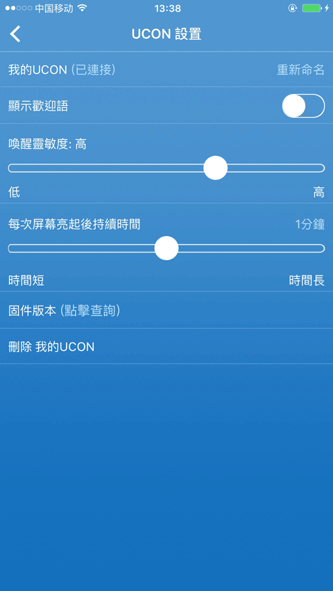 中国移动 13:38
UCON 設置
我的UCON (已連接) 重新命名
顯示歡迎語
喚醒靈敏度: 高
低 高
每次屏幕亮起後持續時間 1分鐘
時間短 時間長
固件版本 (點擊查詢)
刪除 我的UCON